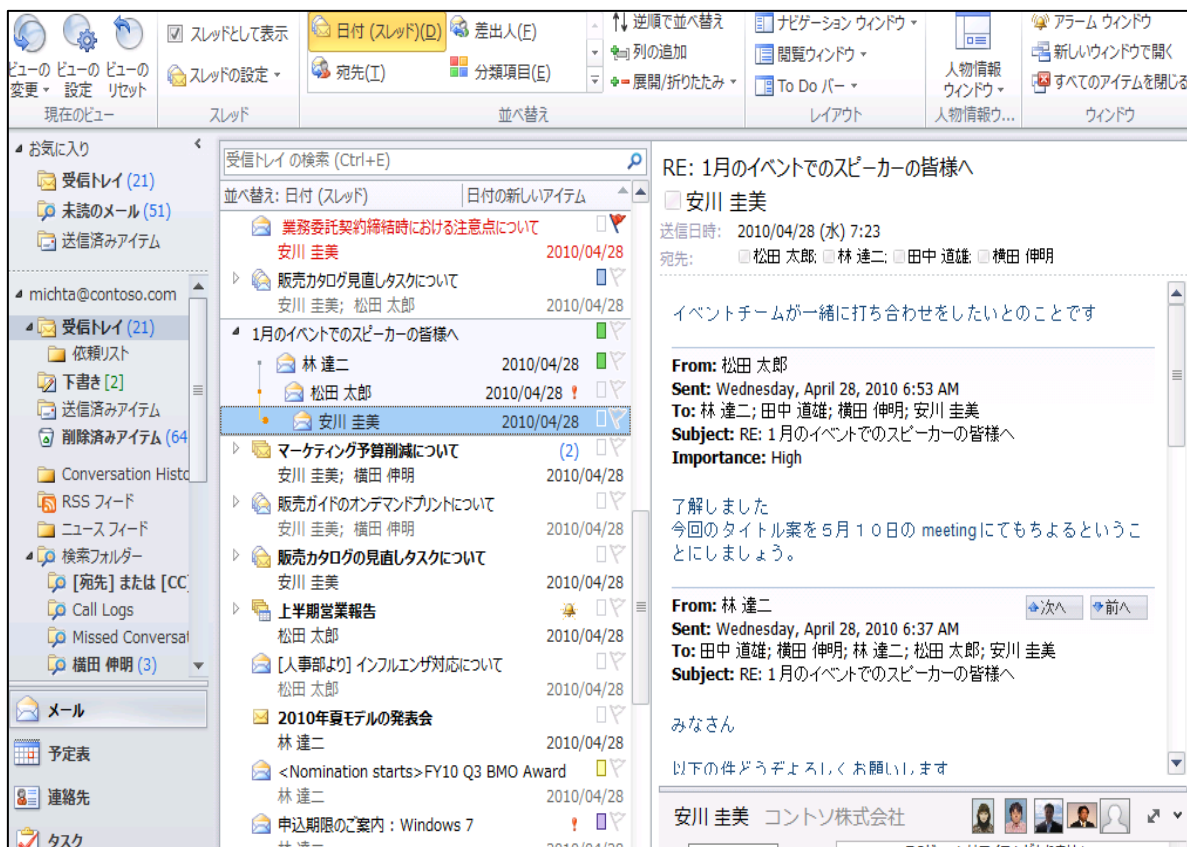 ビューの変更
ビューの設定
ビューのリセット
現在のビュー
スレッドとして表示
スレッドの設定
スレッド
日付 (スレッド)(D)
差出人(F)
宛先(T)
分類項目(E)
逆順で並べ替え
列の追加
展開/折りたたみ
並べ替え
ナビゲーション ウィンドウ
閲覧ウィンドウ
To Do バー
レイアウト
人物情報
ウィンドウ
人物情報ウ...
アラーム ウィンドウ
新しいウィンドウで開く
すべてのアイテムを閉じる
ウィンドウ
お気に入り
受信トレイ (21)
未読のメール (51)
送信済みアイテム
michta@contoso.com
受信トレイ (21)
依頼リスト
下書き [2]
送信済みアイテム
削除済みアイテム (64
Conversation Histo
RSS フィード
ニュース フィード
検索フォルダー
[宛先] または [CC]
Call Logs
Missed Conversat
横田 伸明 (3)
メール
予定表
連絡先
タスク
受信トレイ の検索 (Ctrl+E)
並べ替え: 日付 (スレッド) 日付の新しいアイテム
業務委託契約締結時における注意点について
安川 圭美 2010/04/28
販売カタログ見直しタスクについて
安川 圭美; 松田 太郎 2010/04/28
1月のイベントでのスピーカーの皆様へ
林 達二 2010/04/28
松田 太郎 2010/04/28
安川 圭美 2010/04/28
マーケティング予算削減について (2)
安川 圭美; 横田 伸明 2010/04/28
販売ガイドのオンデマンドプリントについて
安川 圭美; 横田 伸明 2010/04/28
販売カタログの見直しタスクについて
安川 圭美 2010/04/28
上半期営業報告
松田 太郎 2010/04/28
[人事部より] インフルエンザ対応について
松田 太郎 2010/04/28
2010年夏モデルの発表会
林 達二 2010/04/28
<Nomination starts>FY10 Q3 BMO Award
林 達二 2010/04/28
申込期限のご案内：Windows 7
RE: 1月のイベントでのスピーカーの皆様へ
安川 圭美
送信日時: 2010/04/28 (水) 7:23
宛先: 松田 太郎; 林 達二; 田中 道雄; 横田 伸明
イベントチームが一緒に打ち合わせをしたいとのことです
From: 松田 太郎
Sent: Wednesday, April 28, 2010 6:53 AM
To: 林 達二; 田中 道雄; 横田 伸明; 安川 圭美
Subject: RE: 1月のイベントでのスピーカーの皆様へ
Importance: High
了解しました
今回のタイトル案を５月１０日の meetingにてもちよるというこ
とにしましょう。
From: 林 達二
次へ 前へ
Sent: Wednesday, April 28, 2010 6:37 AM
To: 田中 道雄; 横田 伸明; 林 達二; 松田 太郎; 安川 圭美
Subject: RE: 1月のイベントでのスピーカーの皆様へ
みなさん
以下の件どうぞよろしくお願いします
安川 圭美 コントソ株式会社